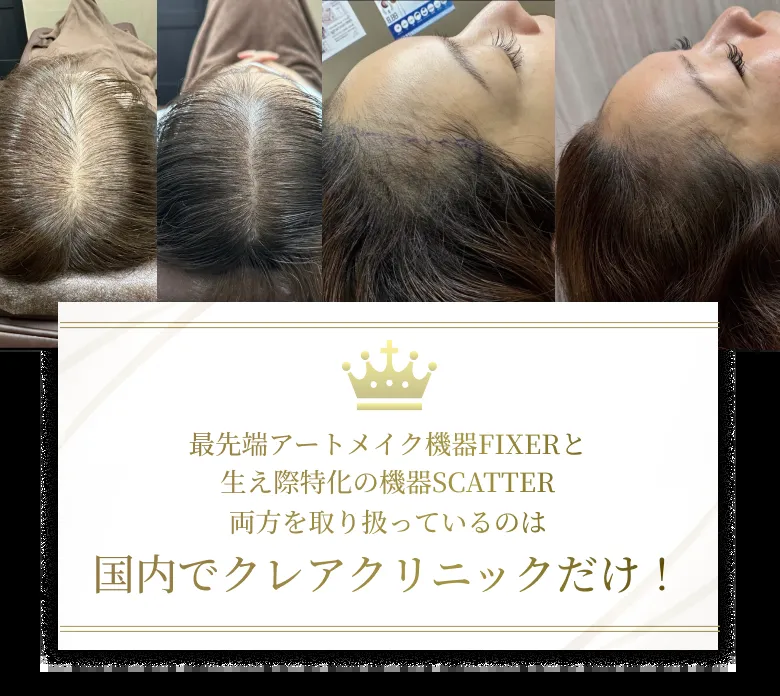 最先端アートメイク機器FIXERと
生え際特化の機器SCATTER
両方を取り扱っているのは
国内でクレアクリニックだけ！